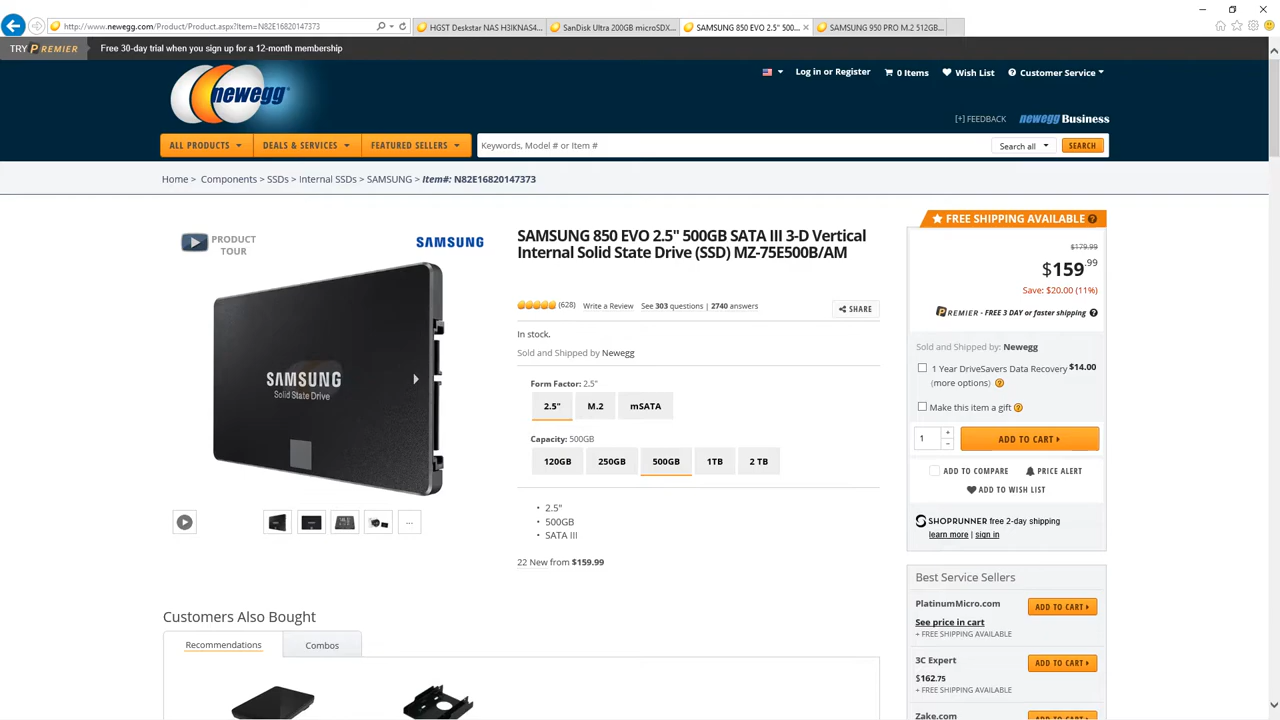 http://www.newegg.com/Product/Product.aspx?Item=N82E16820147373
HGST Deskstar NAS H3IKNAS4...
SanDisk Ultra 200GB microSDX...
SAMSUNG 850 EVO 2.5" 500...
SAMSUNG 950 PRO M.2 512GB...
TRY PREMIER
Free 30-day trial when you sign up for a 12-month membership
newegg
Log in or Register
0 Items
Wish List
Customer Service
[+] FEEDBACK
newegg Business
ALL PRODUCTS
DEALS & SERVICES
FEATURED SELLERS
Keywords, Model # or Item #
Search all
SEARCH
Home > Components > SSDs > Internal SSDs > SAMSUNG > Item#: N82E16820147373
PRODUCT
TOUR
SAMSUNG
SAMSUNG
Solid State Drive
SAMSUNG 850 EVO 2.5" 500GB SATA III 3-D Vertical
Internal Solid State Drive (SSD) MZ-75E500B/AM
(628) Write a Review See 303 questions | 2740 answers
SHARE
In stock.
Sold and Shipped by Newegg
Form Factor: 2.5"
2.5" M.2 mSATA
Capacity: 500GB
120GB 250GB 500GB 1TB 2 TB
• 2.5"
• 500GB
• SATA III
22 New from $159.99
FREE SHIPPING AVAILABLE ?
$179.99
$159.99
Save: $20.00 (11%)
PREMIER - FREE 3 DAY or faster shipping ?
Sold and Shipped by: Newegg
1 Year DriveSavers Data Recovery $14.00
(more options) ?
Make this item a gift ?
1
ADD TO CART
ADD TO COMPARE
PRICE ALERT
ADD TO WISH LIST
SHOPRUNNER free 2-day shipping
learn more | sign in
Best Service Sellers
PlatinumMicro.com
ADD TO CART
See price in cart
+ FREE SHIPPING AVAILABLE
3C Expert
ADD TO CART
$162.75
+ FREE SHIPPING AVAILABLE
Zake.com
ADD TO CART
Customers Also Bought
Recommendations
Combos